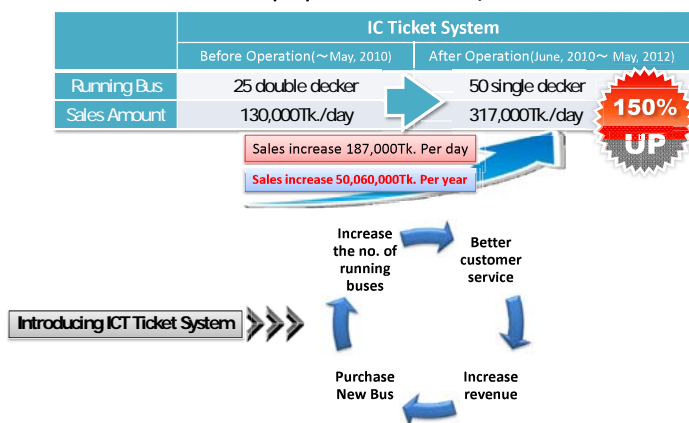 IC Ticket System
Before Operation(～May, 2010) After Operation(June, 2010～ May, 2012)
Running Bus 25 double decker 50 single decker
Sales Amount 130,000Tk./day 317,000Tk./day
150%
UP
Sales increase 187,000Tk. Per day
Sales increase 50,060,000Tk. Per year
Increase
the no. of
running
buses
Better
customer
service
Introducing ICT Ticket System
Purchase
New Bus
Increase
revenue